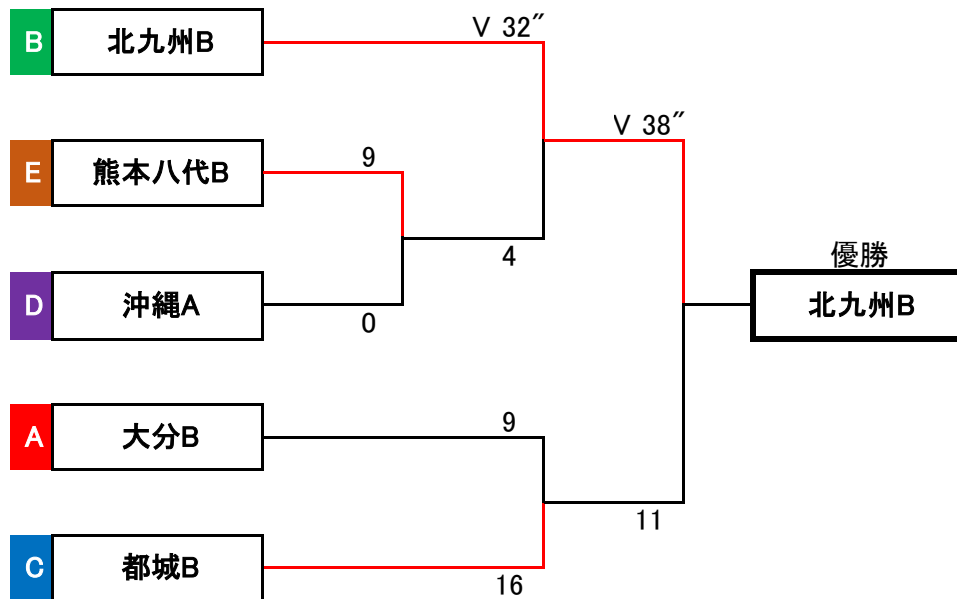 B 北九州B
V 32″
E 熊本八代B
9
4
D 沖縄A
0
V 38″
優勝
北九州B
A 大分B
9
11
C 都城B
16